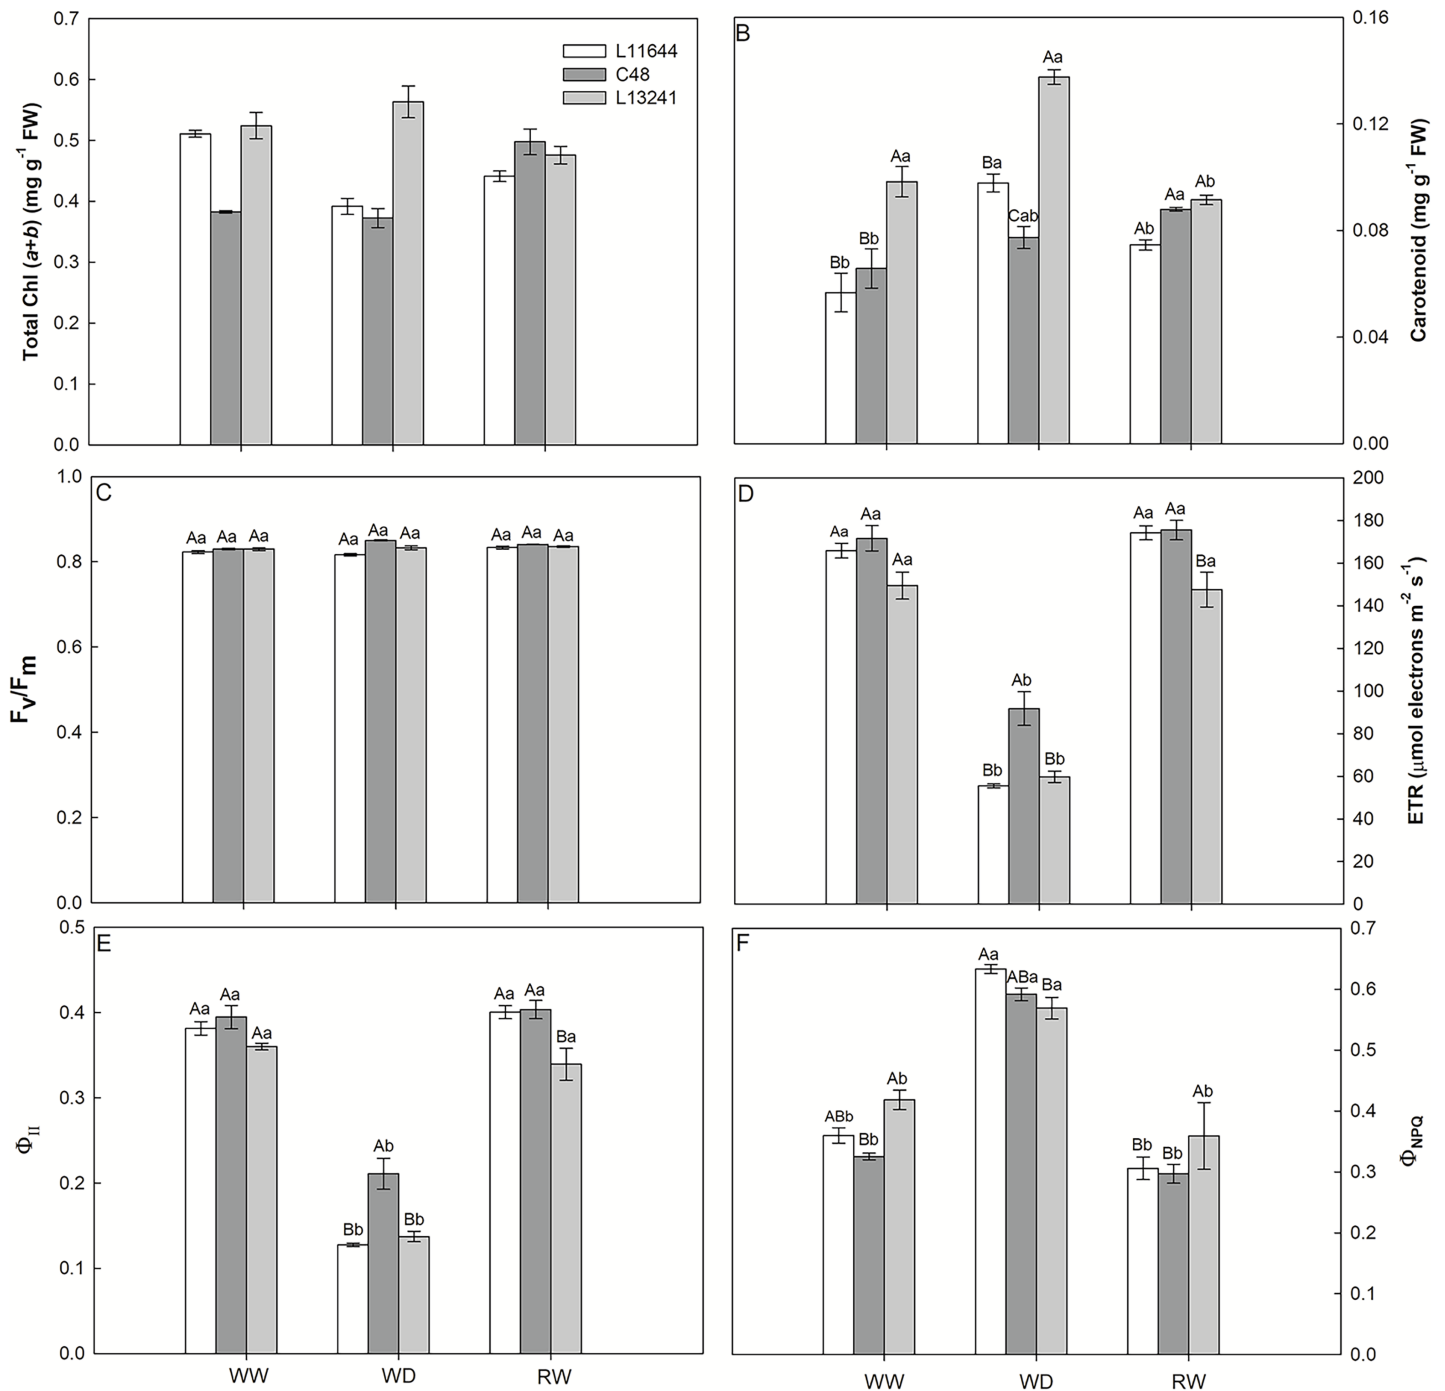 0.7
0.6
0.5
0.4
0.3
0.2
0.1
0.0
Total Chl (a+b) (mg g⁻¹ FW)
L11644
C48
L13241
B
Bb
Bb
Aa
Ba
Cab
Aa
Ab
Aa
Ab
0.16
0.12
0.08
0.04
0.00
Carotenoid (mg g⁻¹ FW)
C
1.0
0.8
0.6
0.4
0.2
0.0
Fv/Fm
Aa
Aa
Aa
Aa
Aa
Aa
Aa
Aa
Aa
D
Aa
Aa
Aa
Bb
Ab
Bb
Aa
Aa
Ba
200
180
160
140
120
100
80
60
40
20
0
ETR (μmol electrons m⁻² s⁻¹)
E
0.5
0.4
0.3
0.2
0.1
0.0
ΦII
Aa
Aa
Aa
Bb
Ab
Bb
Aa
Aa
Ba
WW
WD
RW
F
ABb
Bb
Ab
Aa
ABa
Ba
Bb
Bb
Ab
0.7
0.6
0.5
0.4
0.3
0.2
0.1
0.0
ΦNPQ
WW
WD
RW